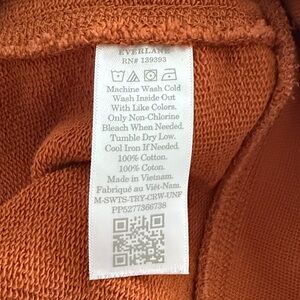 EVERLANE
RN# 139393
Machine Wash Cold
Wash Inside Out
With Like Colors.
Only Non-Chlorine
Bleach When Needed.
Tumble Dry Low.
Cool Iron If Needed.
100% Cotton.
100% Coton.
Made in Vietnam.
Fabriqué au Viêt-Nam.
M-SWTS-TRY-CRW-UNF
PP5277366738